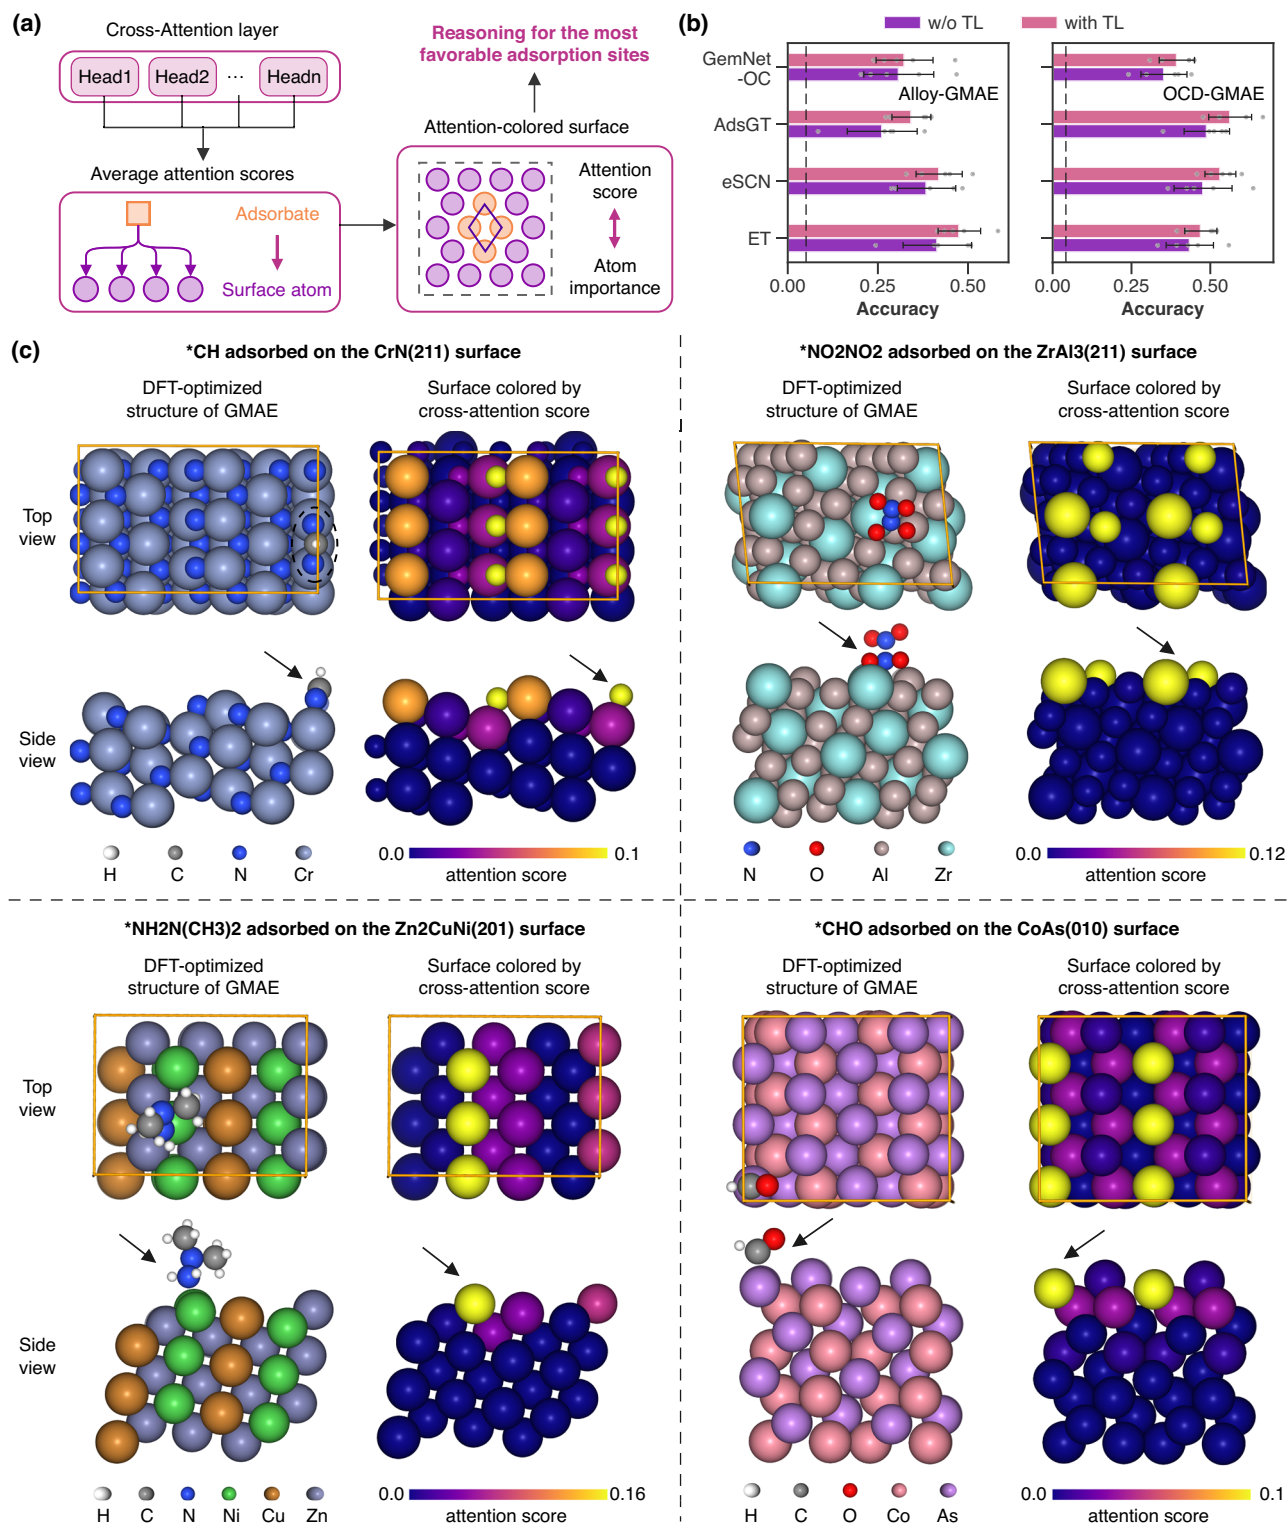 (a)
Cross-Attention layer
Head1
Head2
...
Headn
Average attention scores
Adsorbate
Surface atom
Reasoning for the most
favorable adsorption sites
Attention-colored surface
Attention
score
Atom
importance
(b)
w/o TL
with TL
GemNet
-OC
AdsGT
eSCN
ET
Alloy-GMAE
0.00
0.25
0.50
Accuracy
OCD-GMAE
0.00
0.25
0.50
Accuracy
(c)
*CH adsorbed on the CrN(211) surface
DFT-optimized
structure of GMAE
Surface colored by
cross-attention score
Top
view
Side
view
H
C
N
Cr
0.0
0.1
attention score
*NO2NO2 adsorbed on the ZrAl3(211) surface
DFT-optimized
structure of GMAE
Surface colored by
cross-attention score
N
O
Al
Zr
0.0
0.12
attention score
*NH2N(CH3)2 adsorbed on the Zn2CuNi(201) surface
DFT-optimized
structure of GMAE
Surface colored by
cross-attention score
Top
view
Side
view
H
C
N
Ni
Cu
Zn
0.0
0.16
attention score
*CHO adsorbed on the CoAs(010) surface
DFT-optimized
structure of GMAE
Surface colored by
cross-attention score
H
C
O
Co
As
0.0
0.1
attention score